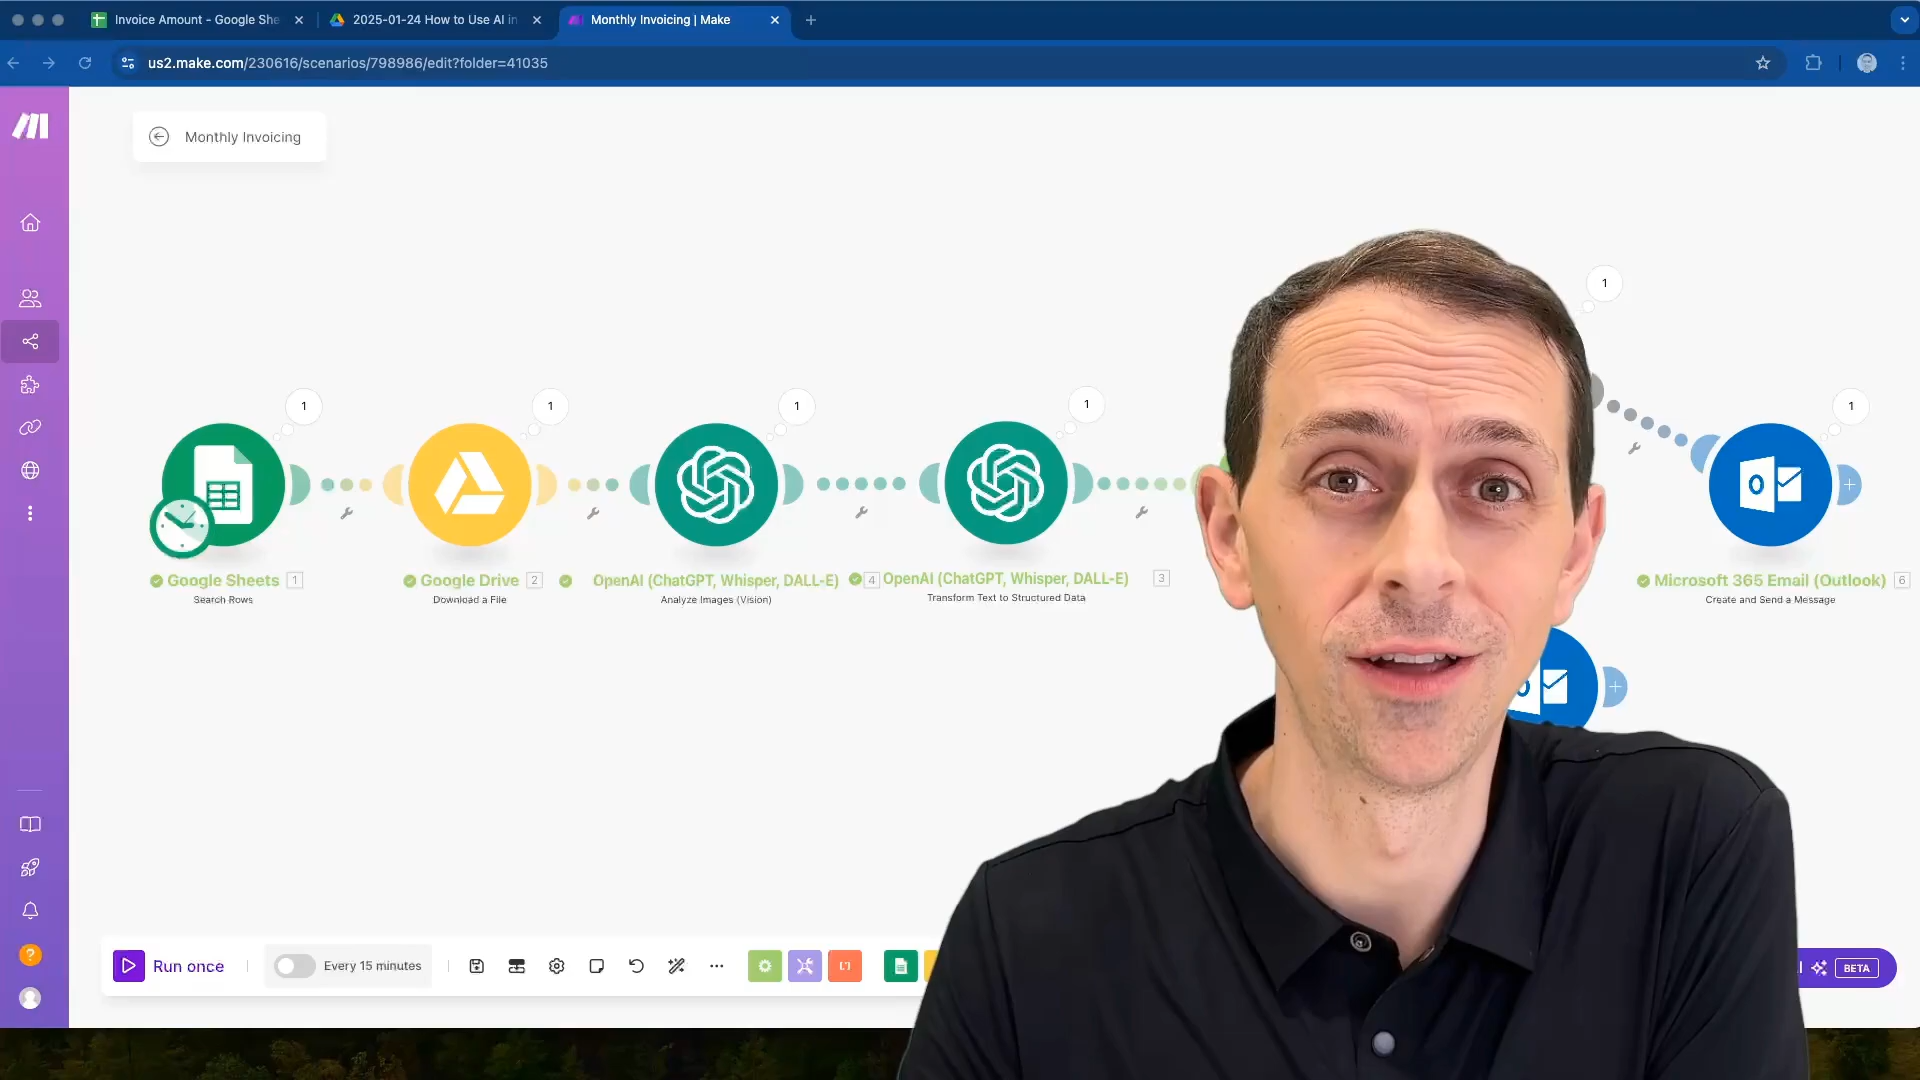 Invoice Amount - Google She
2025-01-24 How to Use AI in
Monthly Invoicing | Make
us2.make.com/230616/scenarios/798986/edit?folder=41035
Monthly Invoicing
1
1
1
1
1
1
Google Sheets 1
Search Rows
Google Drive 2
Download a File
OpenAI (ChatGPT, Whisper, DALL-E) 4
Analyze Images (Vision)
OpenAI (ChatGPT, Whisper, DALL-E) 3
Transform Text to Structured Data
Microsoft 365 Email (Outlook) 6
Create and Send a Message
Run once
Every 15 minutes
BETA